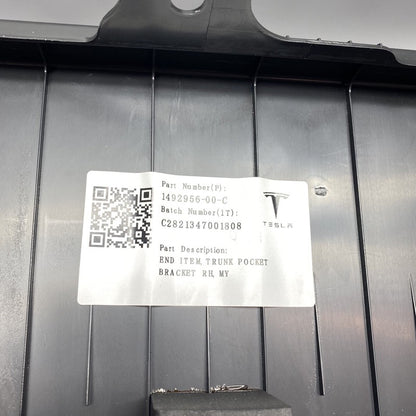 Part Number(P):
1492956-00-C
Batch Number(1T):
C2821347001808
TESLA
Part Description:
END ITEM, TRUNK POCKET
BRACKET RH, MY